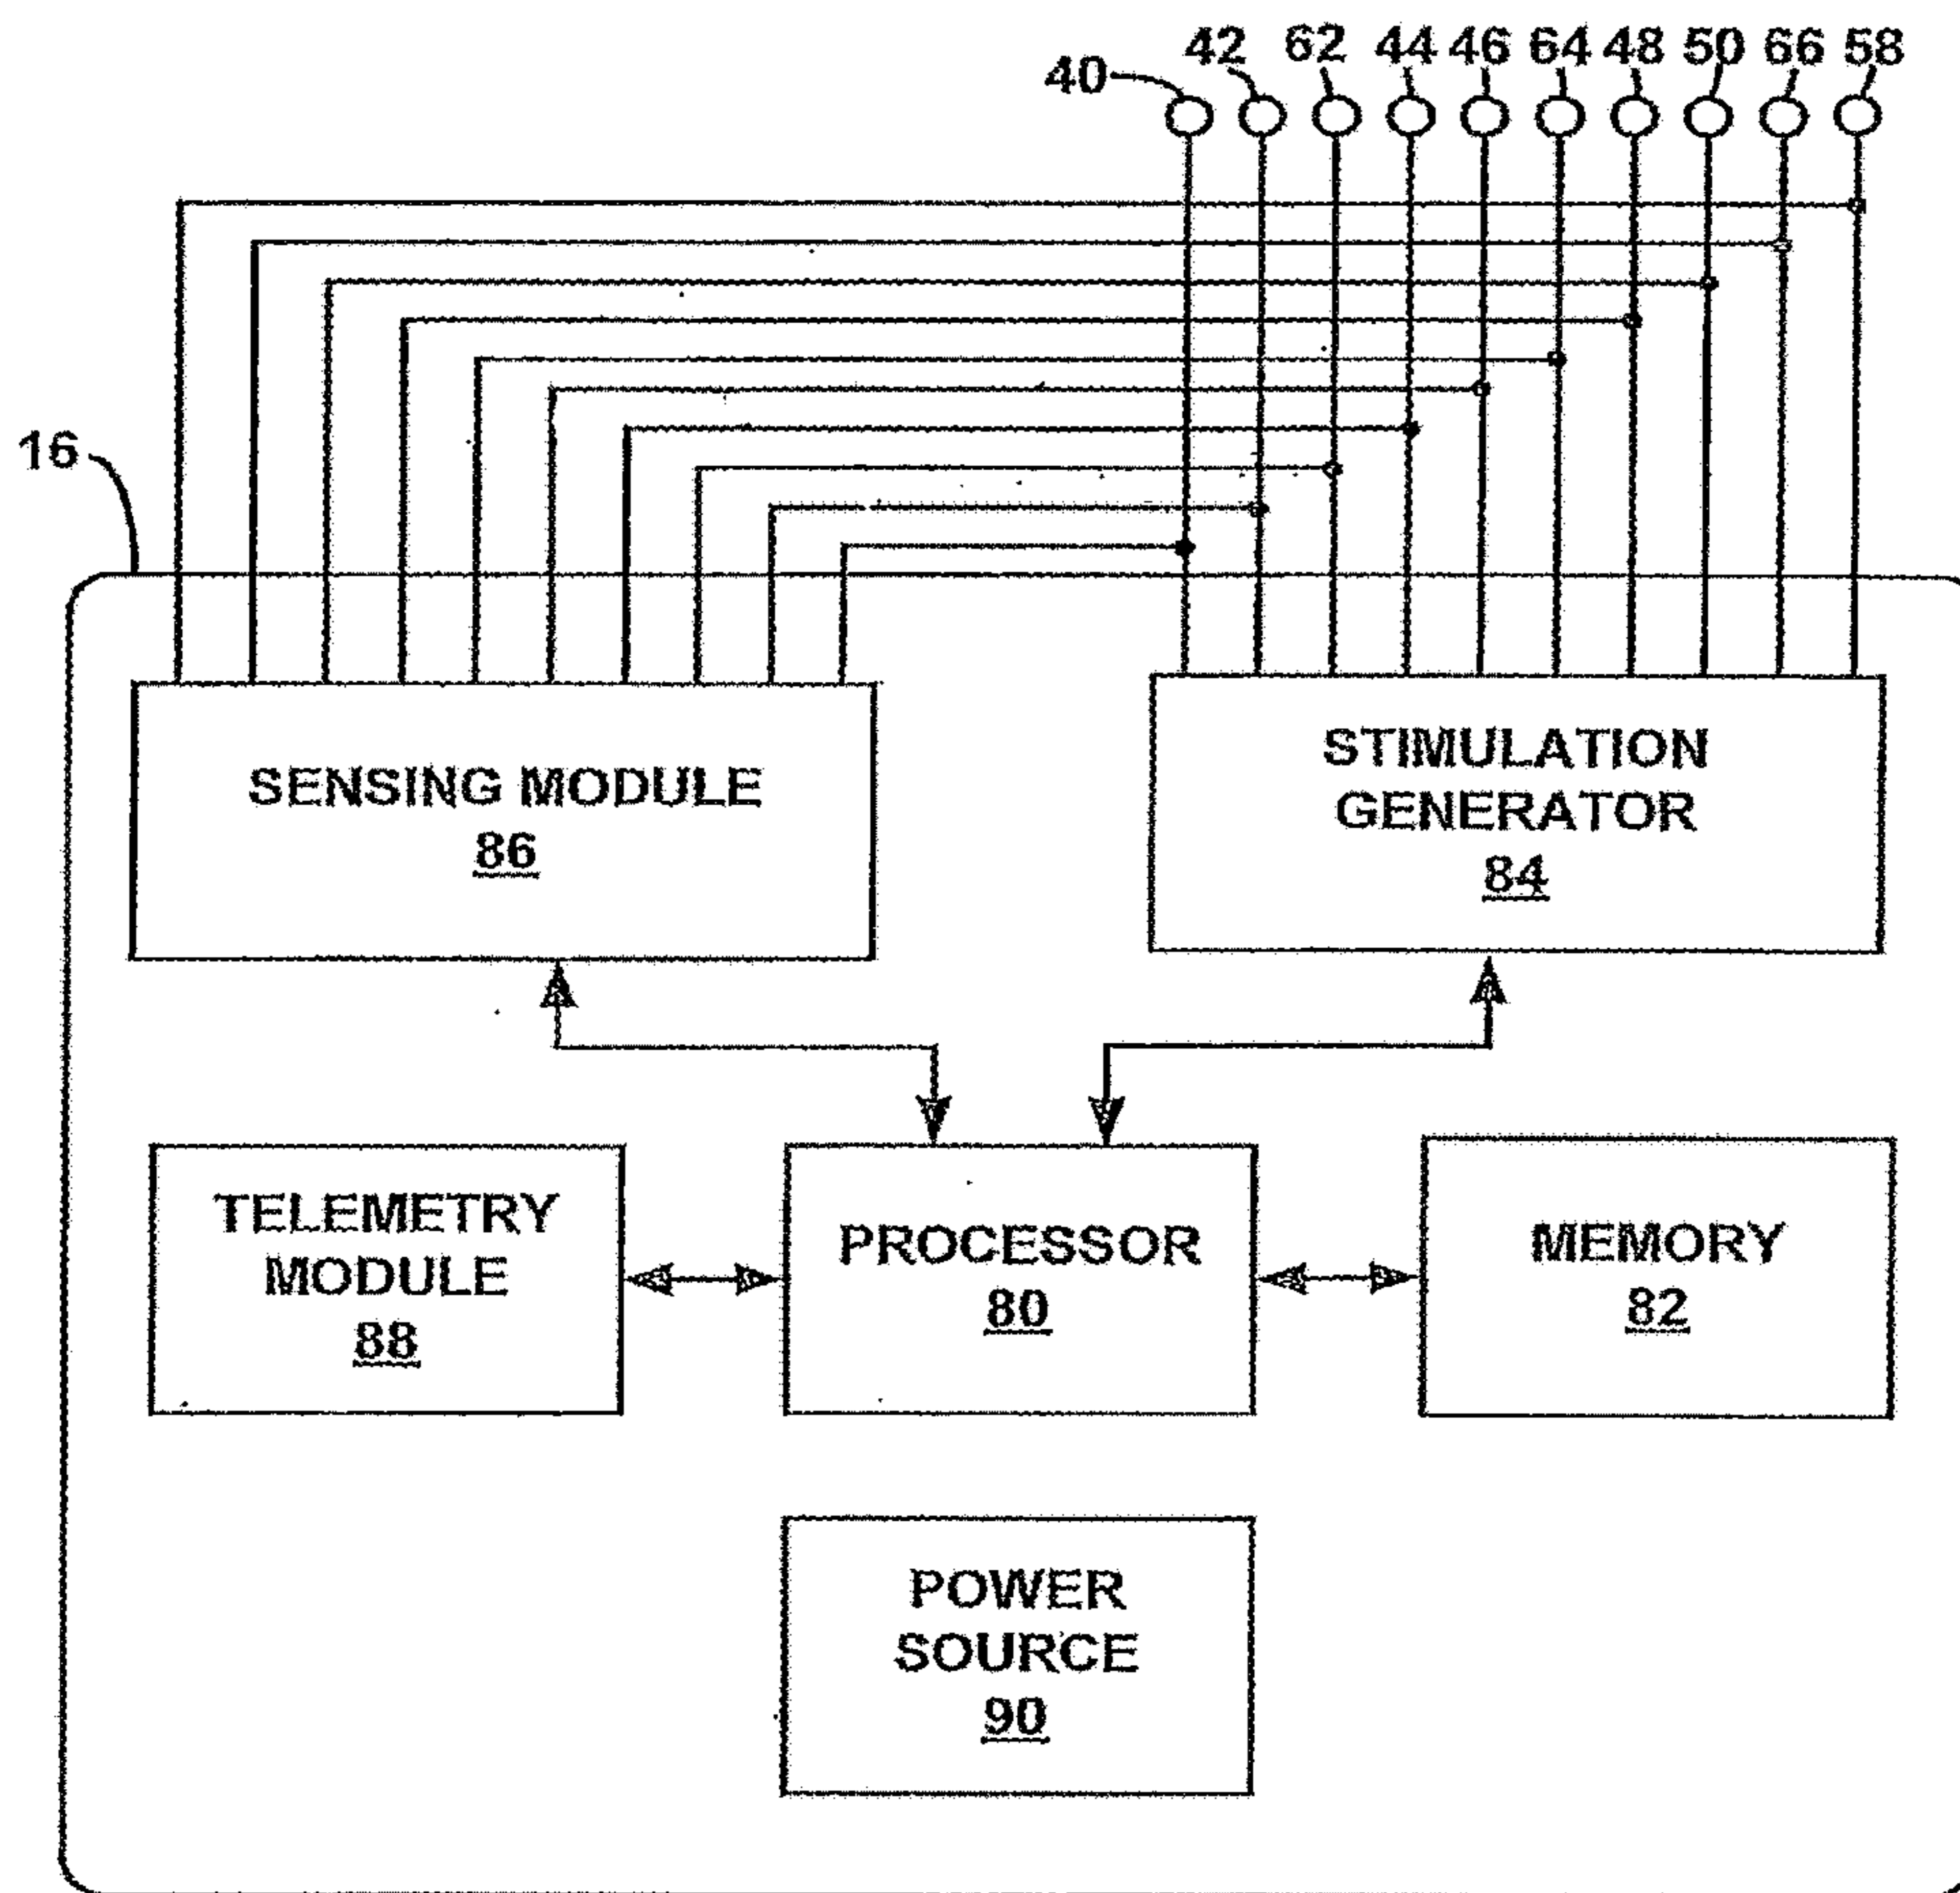 40 42 62 44 46 64 48 50 66 58
16
SENSING MODULE
86
STIMULATION
GENERATOR
84
TELEMETRY
MODULE
88
PROCESSOR
80
MEMORY
82
POWER
SOURCE
90